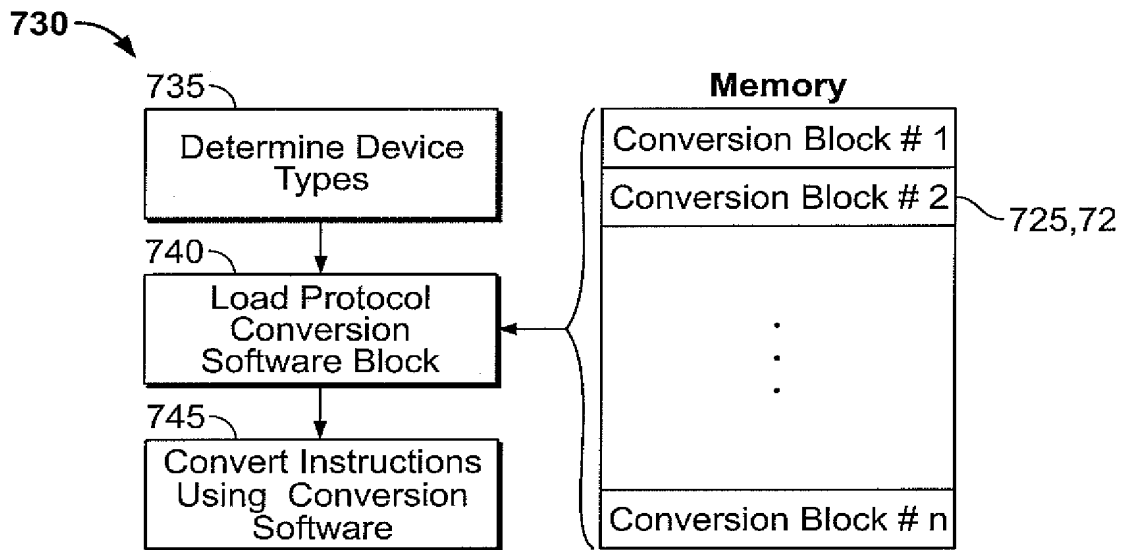 730
735
Determine Device
Types
740
Load Protocol
Conversion
Software Block
745
Convert Instructions
Using Conversion
Software
Memory
Conversion Block # 1
Conversion Block # 2
725,72
Conversion Block # n